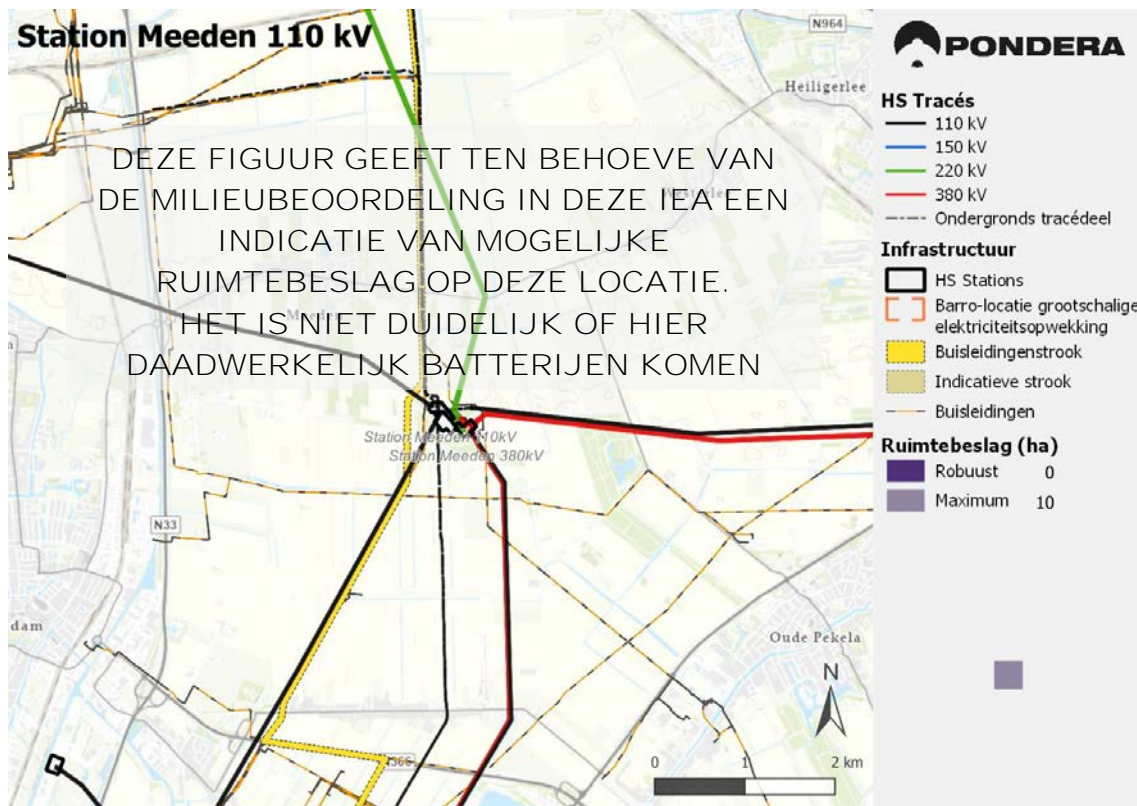 Station Meeden 110 kV
N964
Heiligerlee
DEZE FIGUUR GEEFT TEN BEHOEVE VAN
DE MILIEUBEOORDELING IN DEZE IEA EEN
INDICATIE VAN MOGELIJKE
RUIMTEBESLAG OP DEZE LOCATIE.
HET IS NIET DUIDELIJK OF HIER
DAADWERKELIJK BATTERIJEN KOMEN
Westerlee
Meeden
Station Meeden 110kV
Station Meeden 380kV
N33
dam
Oude Pekela
N366
N
0 1 2 km
PONDERA
HS Tracés
110 kV
150 kV
220 kV
380 kV
Ondergronds tracédeel
Infrastructuur
HS Stations
Barro-locatie grootschalige
elektriciteitsopwekking
Buisleidingenstrook
Indicatieve strook
Buisleidingen
Ruimtebeslag (ha)
Robuust 0
Maximum 10